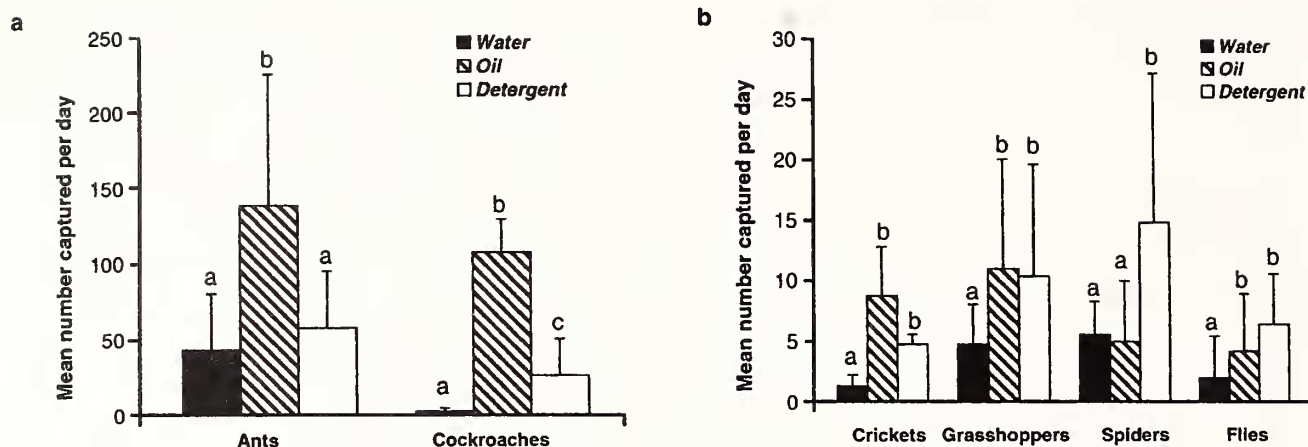 a
Mean number captured per day
250
200
150
100
50
0
Water
Oil
Detergent
a
b
a
a
b
c
Ants
Cockroaches
b
Mean number captured per day
30
25
20
15
10
5
0
Water
Oil
Detergent
a
b
b
a
b
b
a
a
b
a
b
b
Crickets
Grasshoppers
Spiders
Flies